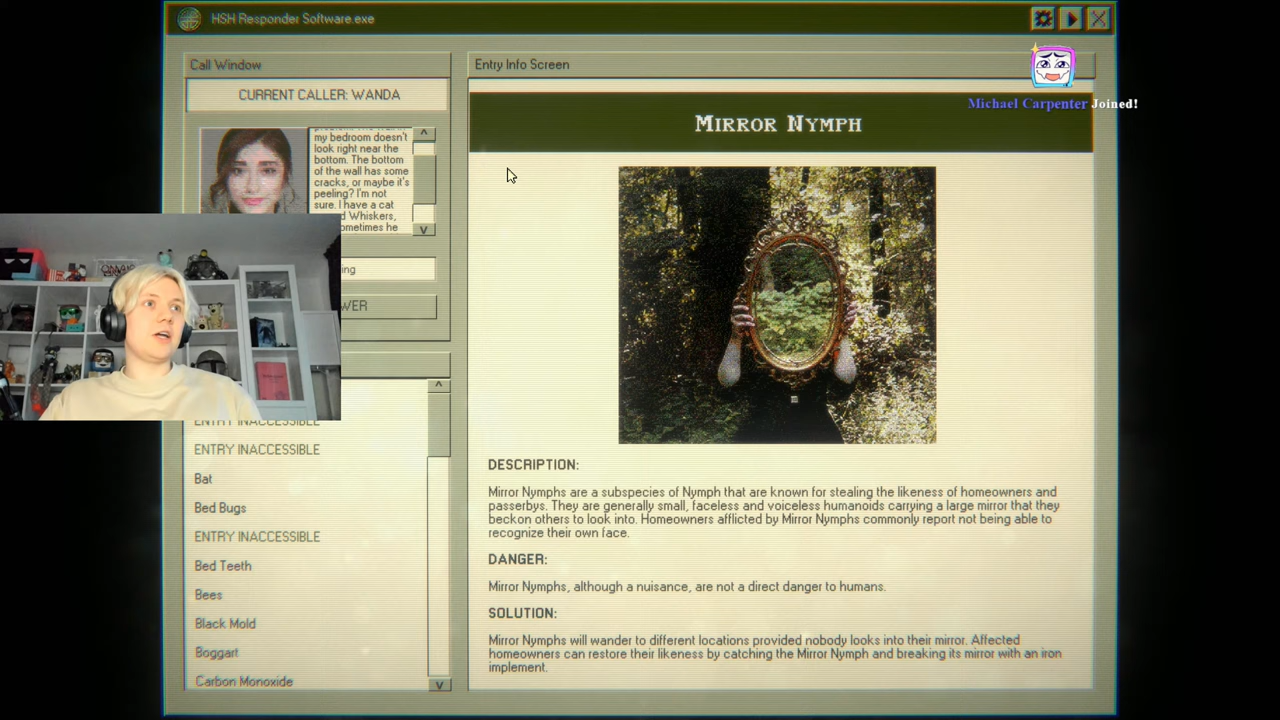 HSH Responder Software.exe
Call Window
CURRENT CALLER: WANDA
my bedroom doesn't
look right near the
bottom. The bottom
of the wall has some
cracks, or maybe it's
peeling? I'm not
sure. I have a cat
Whiskers,
ometimes he
ing
WER
ENTRY INACCESSIBLE
ENTRY INACCESSIBLE
Bat
Bed Bugs
ENTRY INACCESSIBLE
Bed Teeth
Bees
Black Mold
Boggart
Carbon Monoxide
Entry Info Screen
Michael Carpenter Joined!
MIRROR NYMPH
DESCRIPTION:
Mirror Nymphs are a subspecies of Nymph that are known for stealing the likeness of homeowners and
passerbys. They are generally small, faceless and voiceless humanoids carrying a large mirror that they
beckon others to look into. Homeowners afflicted by Mirror Nymphs commonly report not being able to
recognize their own face.
DANGER:
Mirror Nymphs, although a nuisance, are not a direct danger to humans.
SOLUTION:
Mirror Nymphs will wander to different locations provided nobody looks into their mirror. Affected
homeowners can restore their likeness by catching the Mirror Nymph and breaking its mirror with an iron
implement.